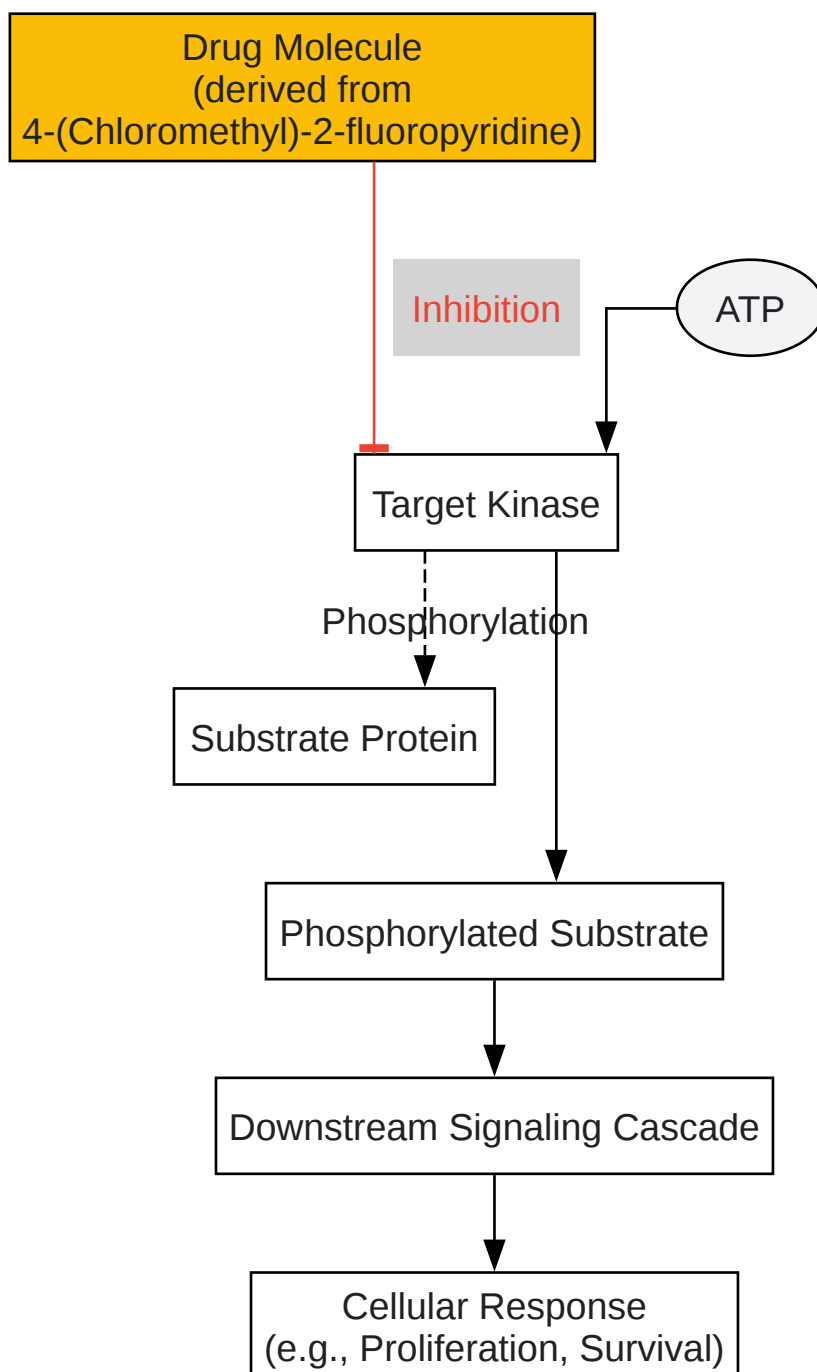 Drug Molecule
(derived from
4-(Chloromethyl)-2-fluoropyridine)
Inhibition
ATP
Target Kinase
Phosphorylation
Substrate Protein
Phosphorylated Substrate
Downstream Signaling Cascade
Cellular Response
(e.g., Proliferation, Survival)